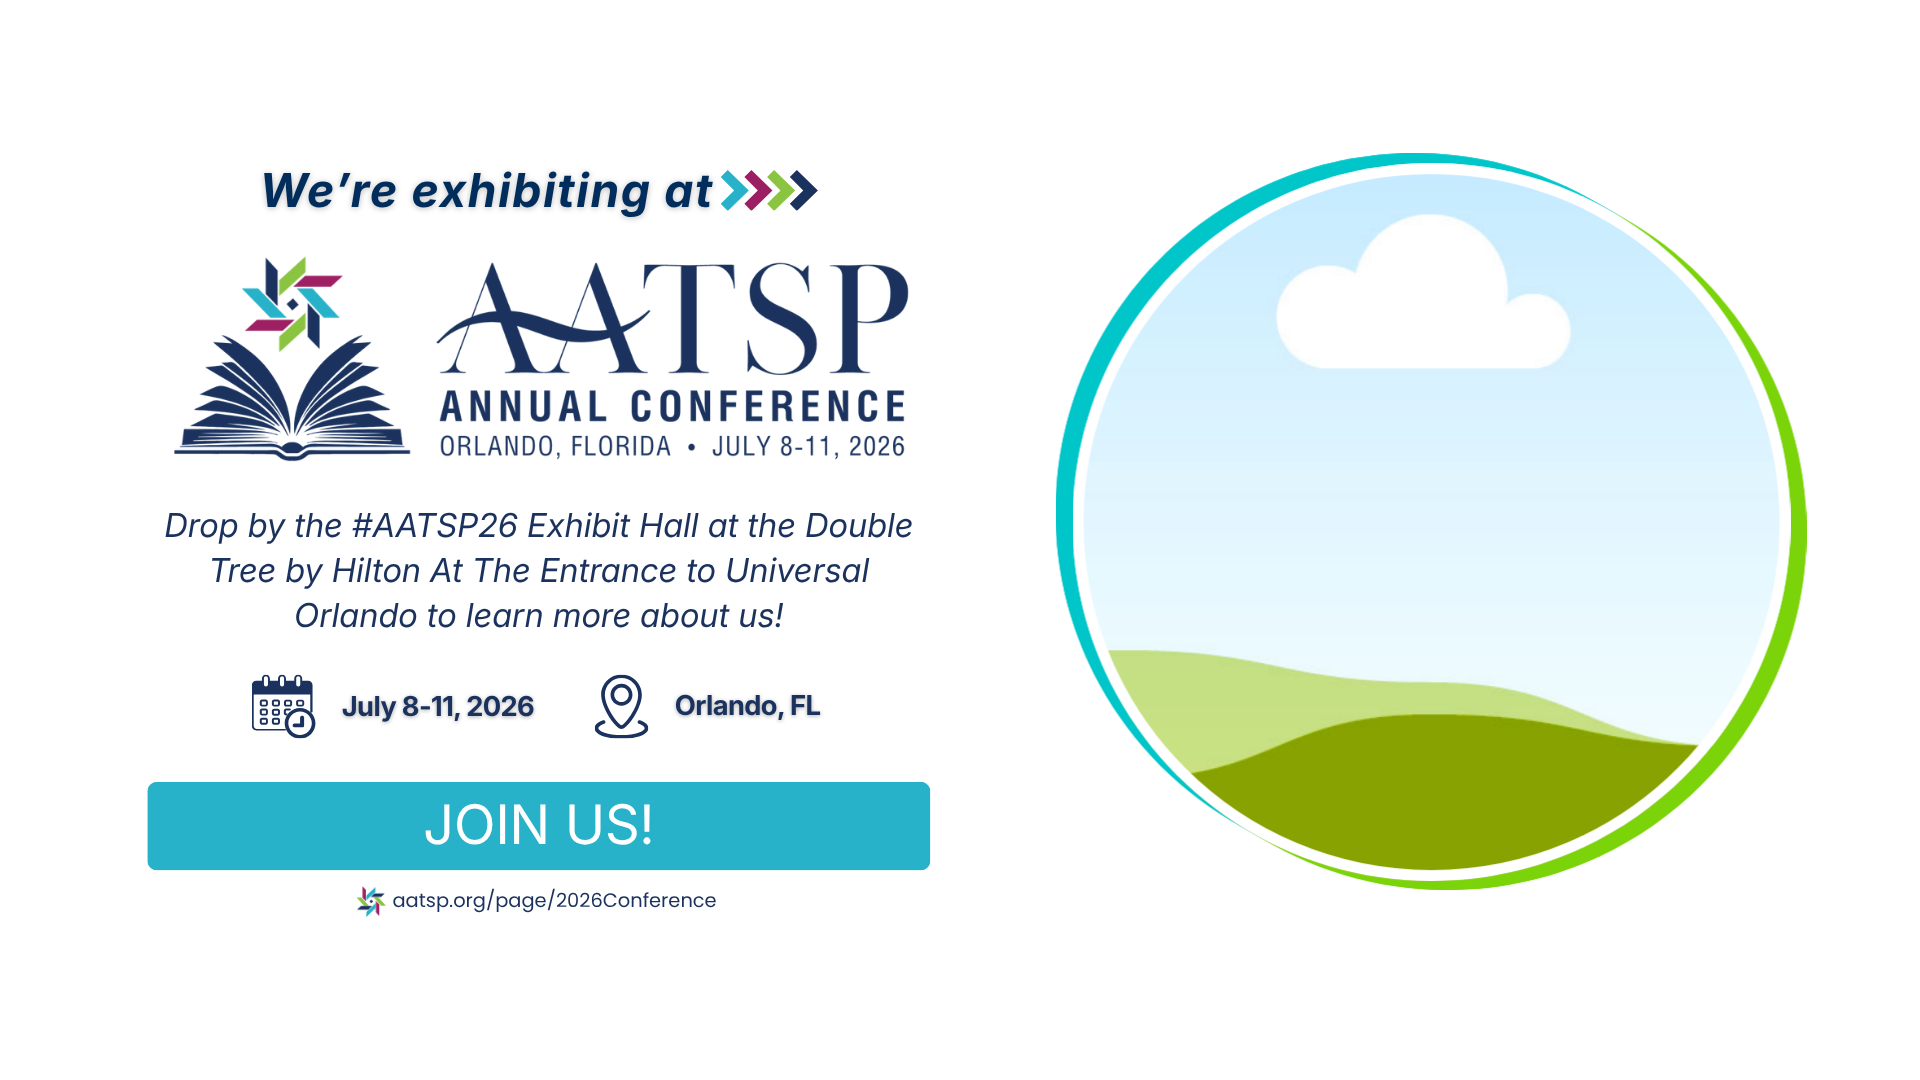 We’re exhibiting at
AATSP
ANNUAL CONFERENCE
ORLANDO, FLORIDA • JULY 8-11, 2026
Drop by the #AATSP26 Exhibit Hall at the Double
Tree by Hilton At The Entrance to Universal
Orlando to learn more about us!
July 8-11, 2026
Orlando, FL
JOIN US!
aatsp.org/page/2026Conference